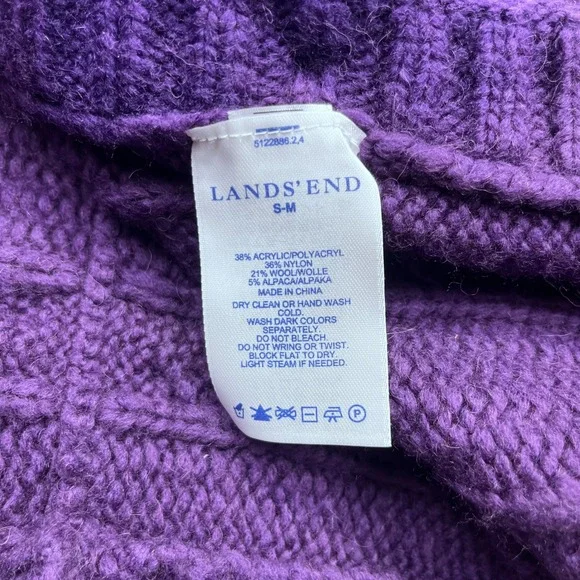 5122886.2,4
LANDS' END
S-M
38% ACRYLIC/POLYACRYL
36% NYLON
21% WOOL/WOLLE
5% ALPACA/ALPAKA
MADE IN CHINA
DRY CLEAN OR HAND WASH
COLD.
WASH DARK COLORS
SEPARATELY.
DO NOT BLEACH.
DO NOT WRING OR TWIST.
BLOCK FLAT TO DRY.
LIGHT STEAM IF NEEDED.
P